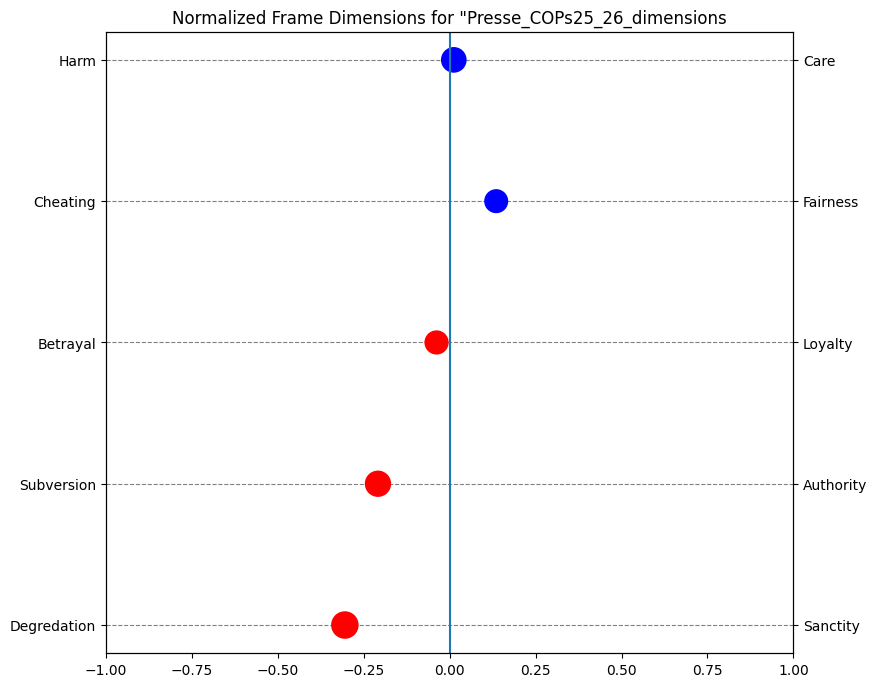 Normalized Frame Dimensions for "Presse_COPs25_26_dimensions
Harm
Care
Cheating
Fairness
Betrayal
Loyalty
Subversion
Authority
Degredation
Sanctity
−1.00 −0.75 −0.50 −0.25 0.00 0.25 0.50 0.75 1.00